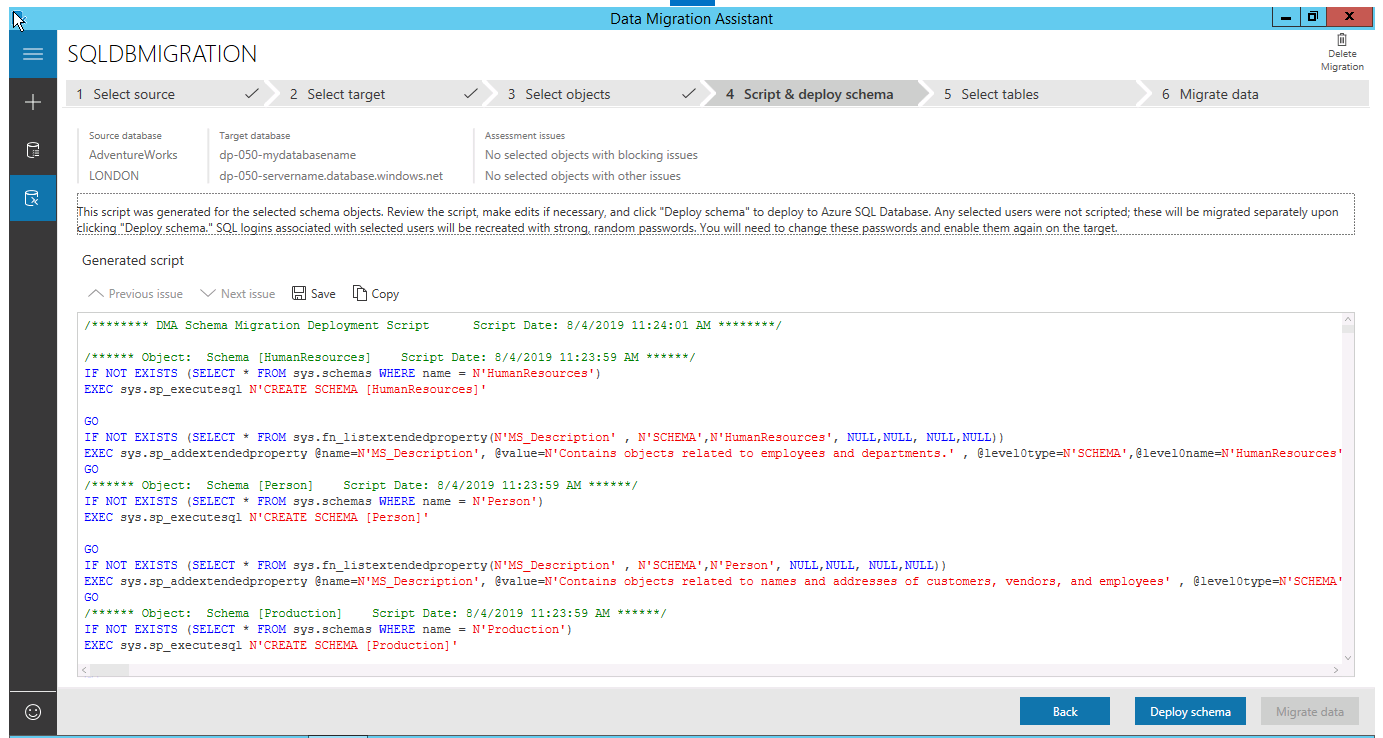 Data Migration Assistant
SQLDBMIGRATION
Delete
Migration
1 Select source
2 Select target
3 Select objects
4 Script & deploy schema
5 Select tables
6 Migrate data
Source database
AdventureWorks
LONDON
Target database
dp-050-mydatabasename
dp-050-servername.database.windows.net
Assessment issues
No selected objects with blocking issues
No selected objects with other issues
This script was generated for the selected schema objects. Review the script, make edits if necessary, and click "Deploy schema" to deploy to Azure SQL Database. Any selected users were not scripted; these will be migrated separately upon
clicking "Deploy schema." SQL logins associated with selected users will be recreated with strong, random passwords. You will need to change these passwords and enable them again on the target.
Generated script
Previous issue Next issue Save Copy
/******** DMA Schema Migration Deployment Script      Script Date: 8/4/2019 11:24:01 AM ********/
/****** Object:  Schema [HumanResources]    Script Date: 8/4/2019 11:23:59 AM ******/
IF NOT EXISTS (SELECT * FROM sys.schemas WHERE name = N'HumanResources')
EXEC sys.sp_executesql N'CREATE SCHEMA [HumanResources]'
GO
IF NOT EXISTS (SELECT * FROM sys.fn_listextendedproperty(N'MS_Description' , N'SCHEMA',N'HumanResources', NULL,NULL, NULL,NULL))
EXEC sys.sp_addextendedproperty @name=N'MS_Description', @value=N'Contains objects related to employees and departments.' , @level0type=N'SCHEMA',@level0name=N'HumanResources'
GO
/****** Object:  Schema [Person]    Script Date: 8/4/2019 11:23:59 AM ******/
IF NOT EXISTS (SELECT * FROM sys.schemas WHERE name = N'Person')
EXEC sys.sp_executesql N'CREATE SCHEMA [Person]'
GO
IF NOT EXISTS (SELECT * FROM sys.fn_listextendedproperty(N'MS_Description' , N'SCHEMA',N'Person', NULL,NULL, NULL,NULL))
EXEC sys.sp_addextendedproperty @name=N'MS_Description', @value=N'Contains objects related to names and addresses of customers, vendors, and employees' , @level0type=N'SCHEMA'
GO
/****** Object:  Schema [Production]    Script Date: 8/4/2019 11:23:59 AM ******/
IF NOT EXISTS (SELECT * FROM sys.schemas WHERE name = N'Production')
EXEC sys.sp_executesql N'CREATE SCHEMA [Production]'
Back
Deploy schema
Migrate data